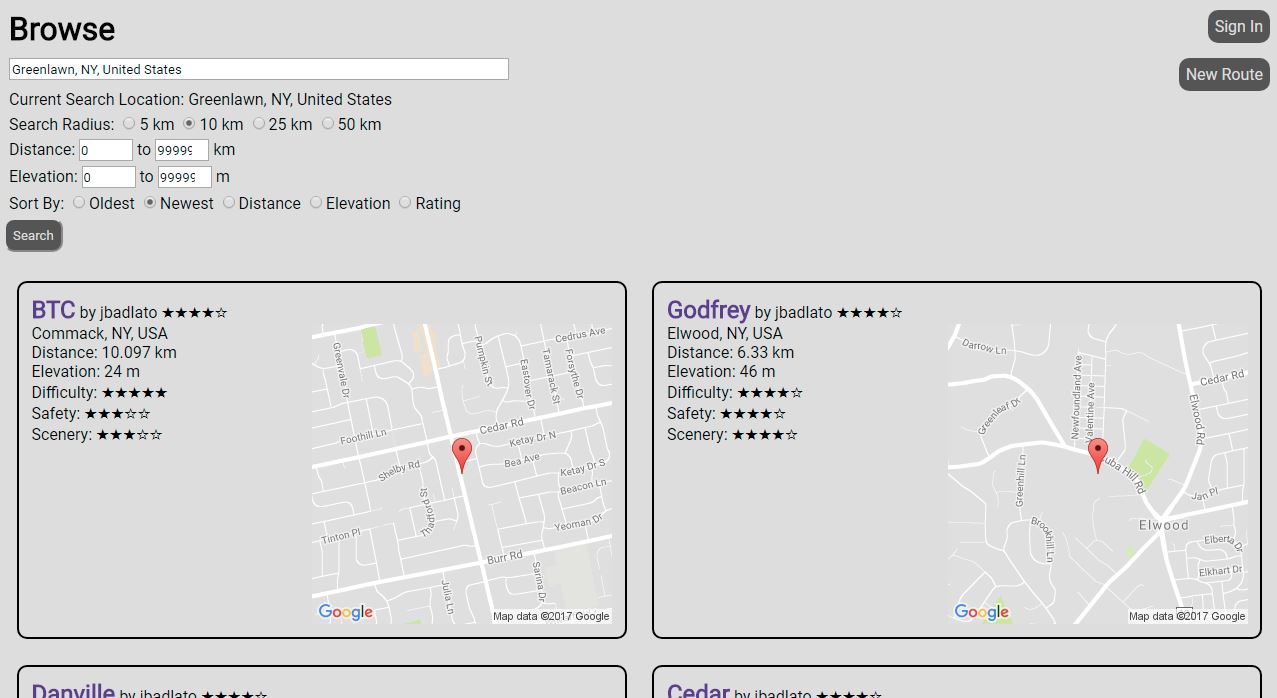 Browse
Sign In
Greenlawn, NY, United States
New Route
Current Search Location: Greenlawn, NY, United States
Search Radius: 5 km 10 km 25 km 50 km
Distance: 0 to 99999 km
Elevation: 0 to 99999 m
Sort By: Oldest Newest Distance Elevation Rating
Search
BTC by jbadlato ★★★★☆
Commack, NY, USA
Distance: 10.097 km
Elevation: 24 m
Difficulty: ★★★★★
Safety: ★★★☆☆
Scenery: ★★★☆☆
Cedrus Ave
Greenvale Dr
Pumpkin St
Eastover Dr
Tamarack St
Forsythe Dr
Cedar Rd
Foothill Ln
Ketay Dr N
Bea Ave
Shelby Rd
Ketay Dr S
Beacon Ln
Thetford St
Yeoman Dr
Tinton Pl
Burr Rd
Sarina Dr
Julia Ln
Google
Map data ©2017 Google
Godfrey by jbadlato ★★★★☆
Elwood, NY, USA
Distance: 6.33 km
Elevation: 46 m
Difficulty: ★★★★☆
Safety: ★★★★☆
Scenery: ★★★★☆
Darrow Ln
Newfoundland Ave
Valentine Ave
Cedar Rd
Greenleaf Dr
Elwood Rd
Cuba Hill Rd
Greenhill Ln
Jan Pl
Brookhill Ln
Elwood
Elberta Dr
Elkhart Dr
Google
Map data ©2017 Google
Danville by jbadlato ★★★★☆
Cedar by jbadlato ★★★★☆